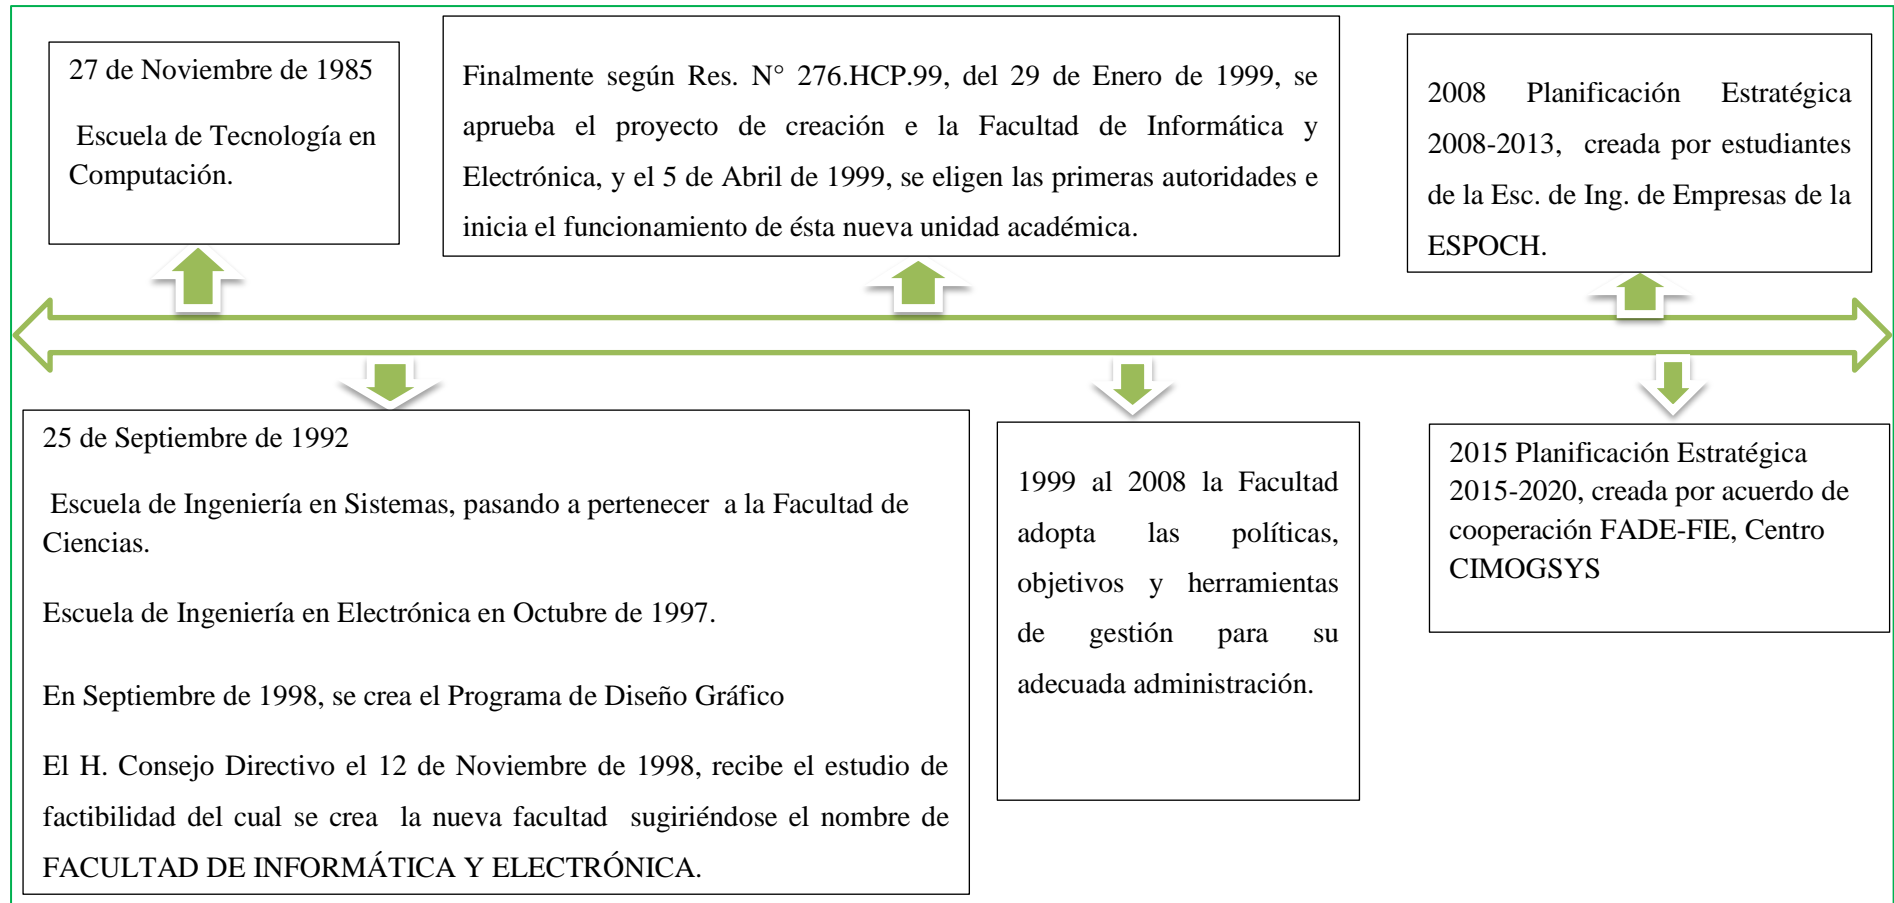 27 de Noviembre de 1985
Escuela de Tecnología en
Computación.
Finalmente según Res. N° 276.HCP.99, del 29 de Enero de 1999, se
aprueba el proyecto de creación e la Facultad de Informática y
Electrónica, y el 5 de Abril de 1999, se eligen las primeras autoridades e
inicia el funcionamiento de ésta nueva unidad académica.
2008 Planificación Estratégica
2008-2013, creada por estudiantes
de la Esc. de Ing. de Empresas de la
ESPOCH.
25 de Septiembre de 1992
Escuela de Ingeniería en Sistemas, pasando a pertenecer a la Facultad de
Ciencias.
Escuela de Ingeniería en Electrónica en Octubre de 1997.
En Septiembre de 1998, se crea el Programa de Diseño Gráfico
El H. Consejo Directivo el 12 de Noviembre de 1998, recibe el estudio de
factibilidad del cual se crea la nueva facultad sugiriéndose el nombre de
FACULTAD DE INFORMÁTICA Y ELECTRÓNICA.
1999 al 2008 la Facultad
adopta las políticas,
objetivos y herramientas
de gestión para su
adecuada administración.
2015 Planificación Estratégica
2015-2020, creada por acuerdo de
cooperación FADE-FIE, Centro
CIMOGSYS